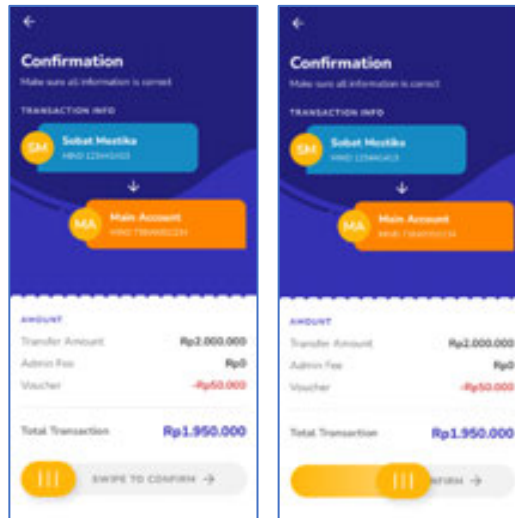 Confirmation
Make sure all information is correct
TRANSACTION INFO
SM
Sobat Mestika
MA
Main Account
AMOUNT
Transfer Amount Rp2.000.000
Admin Fee Rp0
Voucher -Rp50.000
Total Transaction Rp1.950.000
SWIPE TO CONFIRM →
Confirmation
Make sure all information is correct
TRANSACTION INFO
SM
Sobat Mestika
MA
Main Account
AMOUNT
Transfer Amount Rp2.000.000
Admin Fee Rp0
Voucher -Rp50.000
Total Transaction Rp1.950.000
NFIRM →